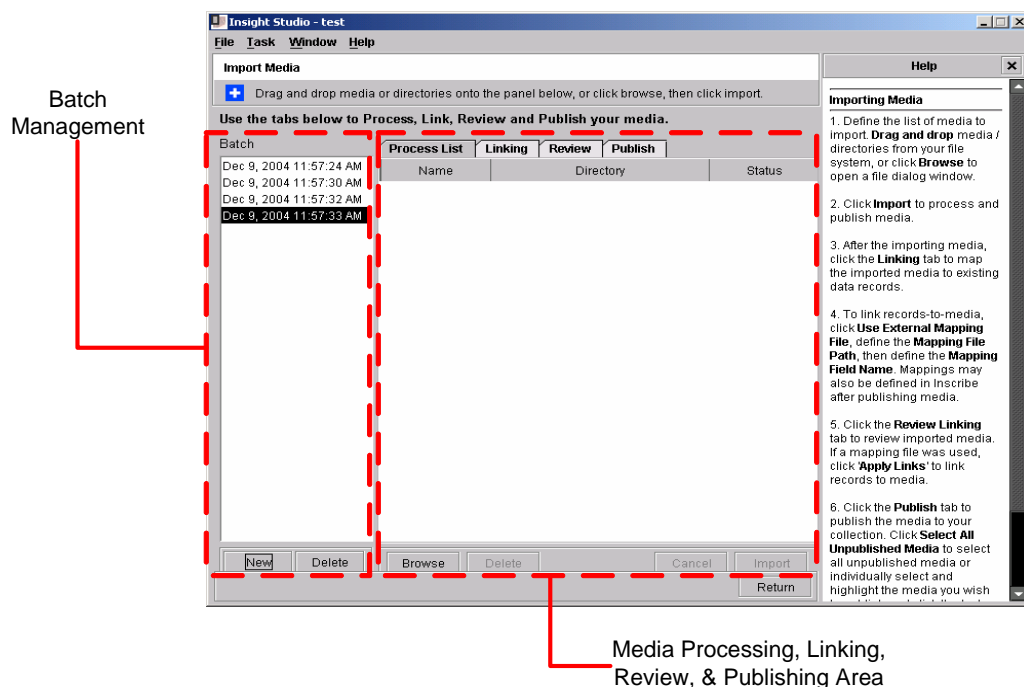 Insight Studio - test
File Task Window Help
Import Media
Drag and drop media or directories onto the panel below, or click browse, then click import.
Use the tabs below to Process, Link, Review and Publish your media.
Batch
Dec 9, 2004 11:57:24 AM
Dec 9, 2004 11:57:30 AM
Dec 9, 2004 11:57:32 AM
Dec 9, 2004 11:57:33 AM
New Delete
Process List Linking Review Publish
Name Directory Status
Browse Delete Cancel Import
Return
Help
Importing Media
1. Define the list of media to
import. Drag and drop media /
directories from your file
system, or click Browse to
open a file dialog window.
2. Click Import to process and
publish media.
3. After the importing media,
click the Linking tab to map
the imported media to existing
data records.
4. To link records-to-media,
click Use External Mapping
File, define the Mapping File
Path, then define the Mapping
Field Name. Mappings may
also be defined in Inscribe
after publishing media.
5. Click the Review Linking
tab to review imported media.
If a mapping file was used,
click 'Apply Links' to link
records to media.
6. Click the Publish tab to
publish the media to your
collection. Click Select All
Unpublished Media to select
all unpublished media or
individually select and
highlight the media you wish
Batch
Management
Media Processing, Linking,
Review, & Publishing Area